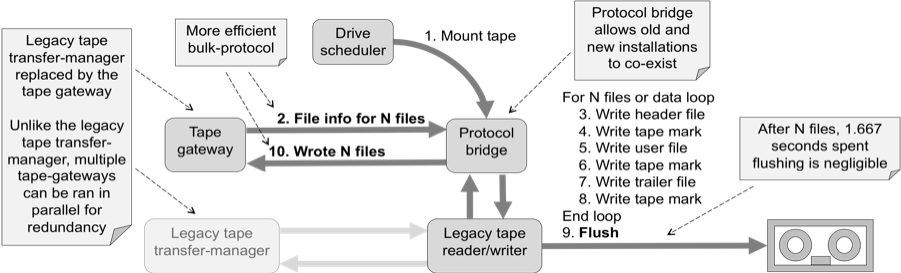 Legacy tape
transfer-manager
replaced by the
tape gateway
Unlike the legacy
tape transfer-
manager, multiple
tape-gateways
can be ran in
parallel for
redundancy
More efficient
bulk-protocol
Drive
scheduler
1. Mount tape
Protocol bridge
allows old and
new installations
to co-exist
Tape
gateway
2. File info for N files
10. Wrote N files
Protocol
bridge
For N files or data loop
3. Write header file
4. Write tape mark
5. Write user file
6. Write tape mark
7. Write trailer file
8. Write tape mark
End loop
9. Flush
After N files, 1.667
seconds spent
flushing is negligible
Legacy tape
transfer-manager
Legacy tape
reader/writer